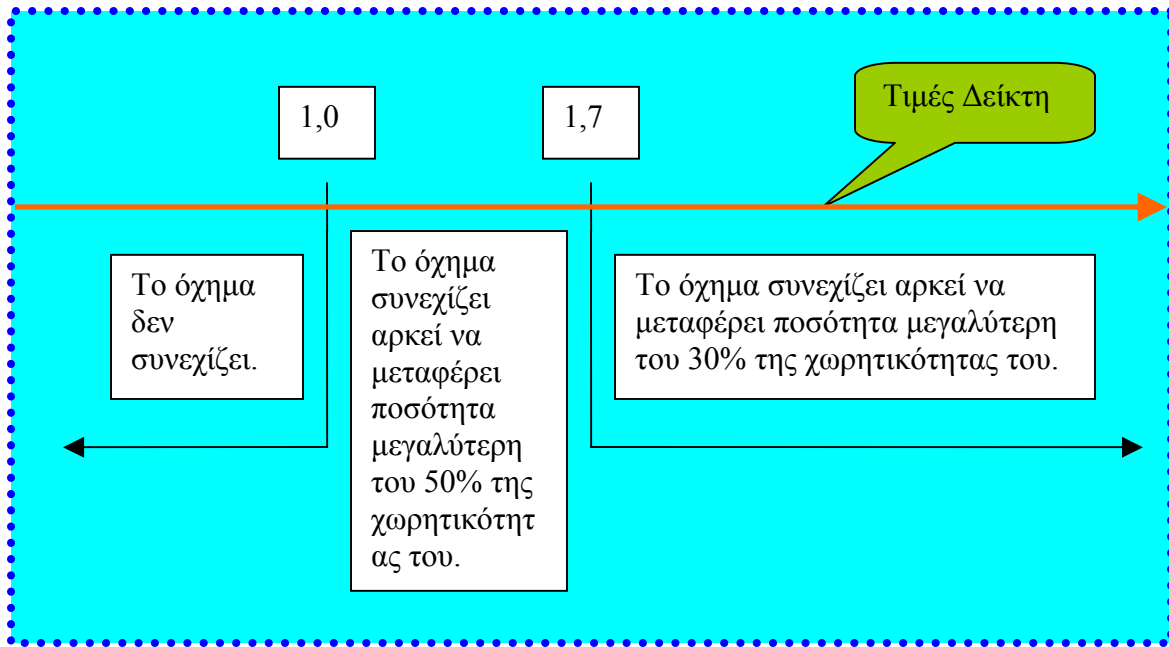 1,0
1,7
Τιμές Δείκτη
Το όχημα
δεν
συνεχίζει.
Το όχημα
συνεχίζει
αρκεί να
μεταφέρει
ποσότητα
μεγαλύτερη
του 50% της
χωρητικότητ
ας του.
Το όχημα συνεχίζει αρκεί να
μεταφέρει ποσότητα μεγαλύτερη
του 30% της χωρητικότητας του.